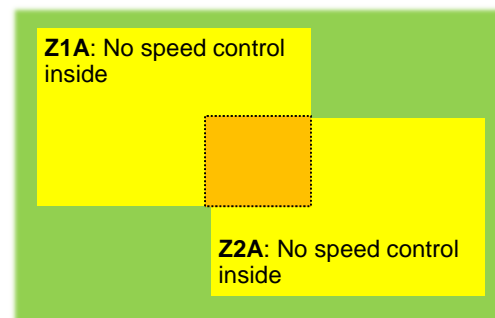 Z1A: No speed control
inside
Z2A: No speed control
inside